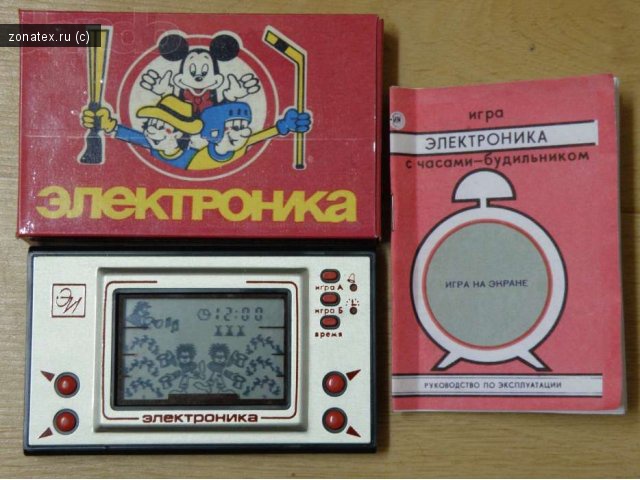 zonatex.ru (c)
электроника
игра
ЭЛЕКТРОНИКА
с часами–будильником
ИГРА НА ЭКРАНЕ
РУКОВОДСТВО ПО ЭКСПЛУАТАЦИИ
ЭИ
игра А
игра Б
время
12:00
электроника